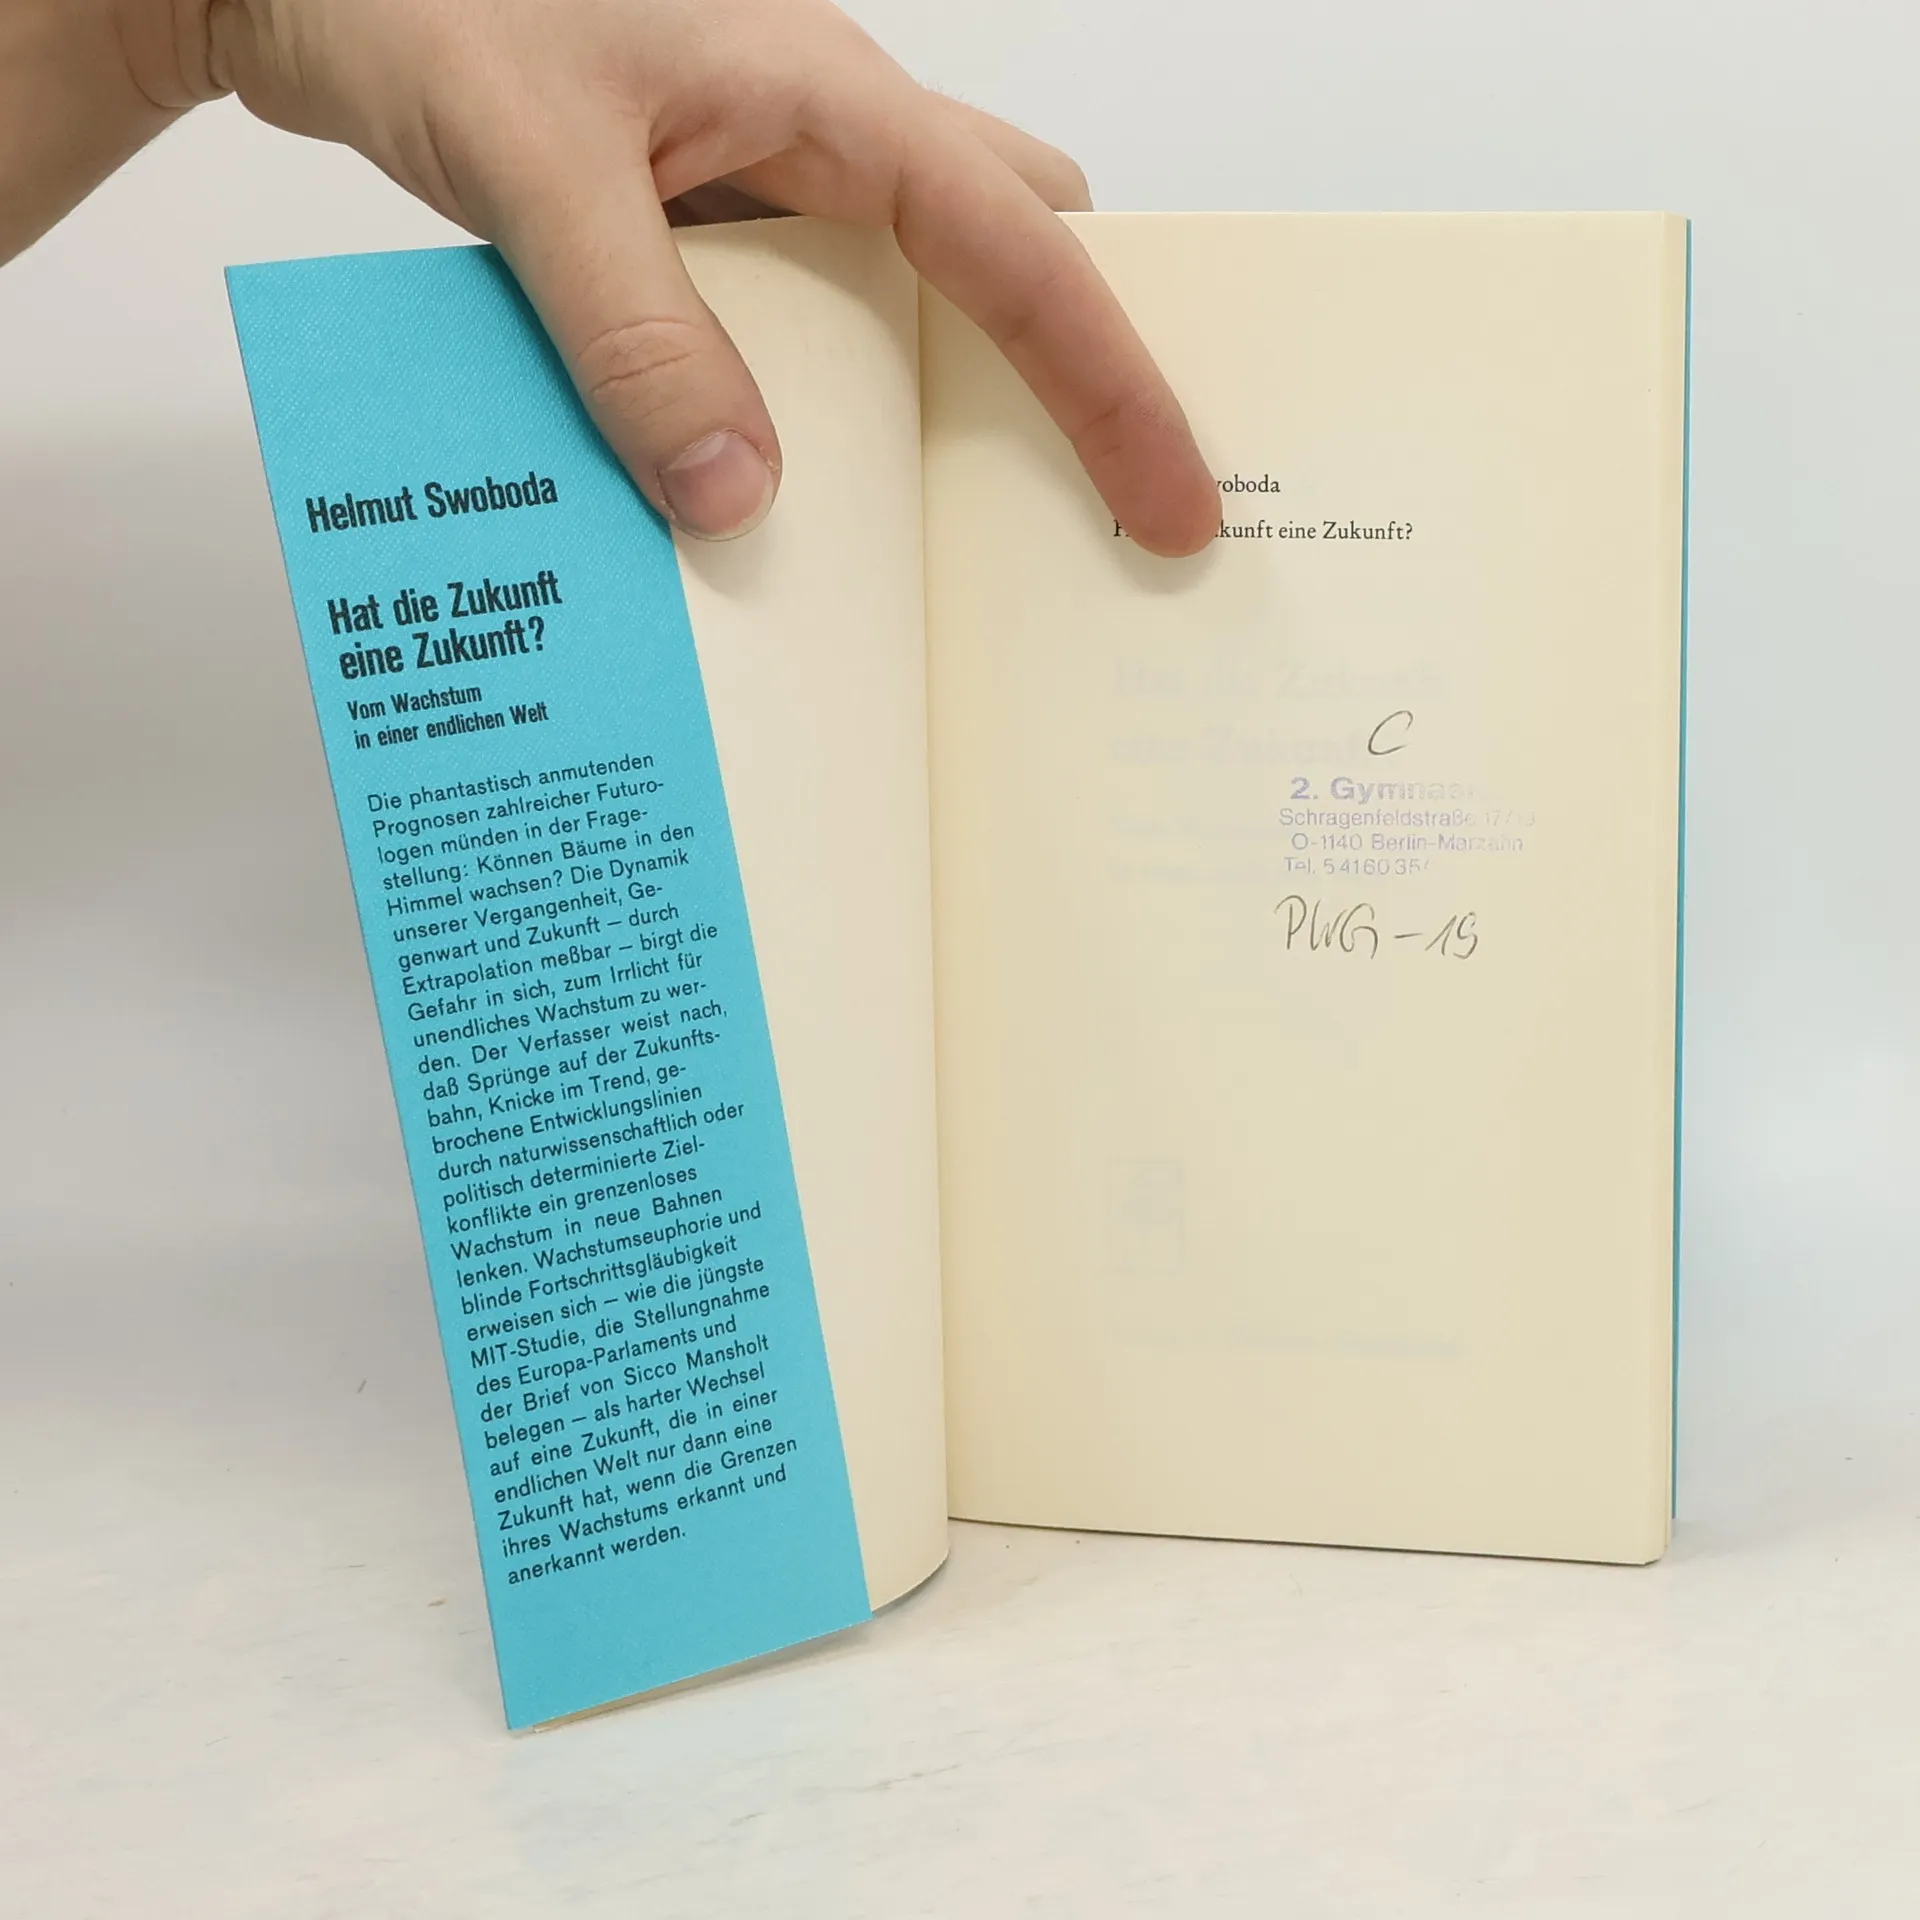 Helmut Swoboda
Hat die Zukunft
eine Zukunft?
Vom Wachstum
in einer endlichen Welt
Die phantastisch anmutenden
Prognosen zahlreicher Futuro-
logen münden in der Frage-
stellung: Können Bäume in den
Himmel wachsen? Die Dynamik
unserer Vergangenheit, Ge-
genwart und Zukunft – durch
Extrapolation meßbar – birgt die
Gefahr in sich, zum Irrlicht für
unendliches Wachstum zu wer-
den. Der Verfasser weist nach,
daß Sprünge auf der Zukunfts-
bahn, Knicke im Trend, ge-
brochene Entwicklungslinien
durch naturwissenschaftlich oder
politisch determinierte Ziel-
konflikte ein grenzenloses
Wachstum in neue Bahnen
lenken. Wachstumseuphorie und
blinde Fortschrittsgläubigkeit
erweisen sich – wie die jüngste
MIT-Studie, die Stellungnahme
des Europa-Parlaments und
der Brief von Sicco Mansholt
belegen – als harter Wechsel
auf eine Zukunft, die in einer
endlichen Welt nur dann eine
Zukunft hat, wenn die Grenzen
ihres Wachstums erkannt und
anerkannt werden.
woboda
kunft eine Zukunft?
C
2. Gymnas
Schragenfeldstraße 17/19
O-1140 Berlin-Marzahn
Tel. 5416035
PWG-19